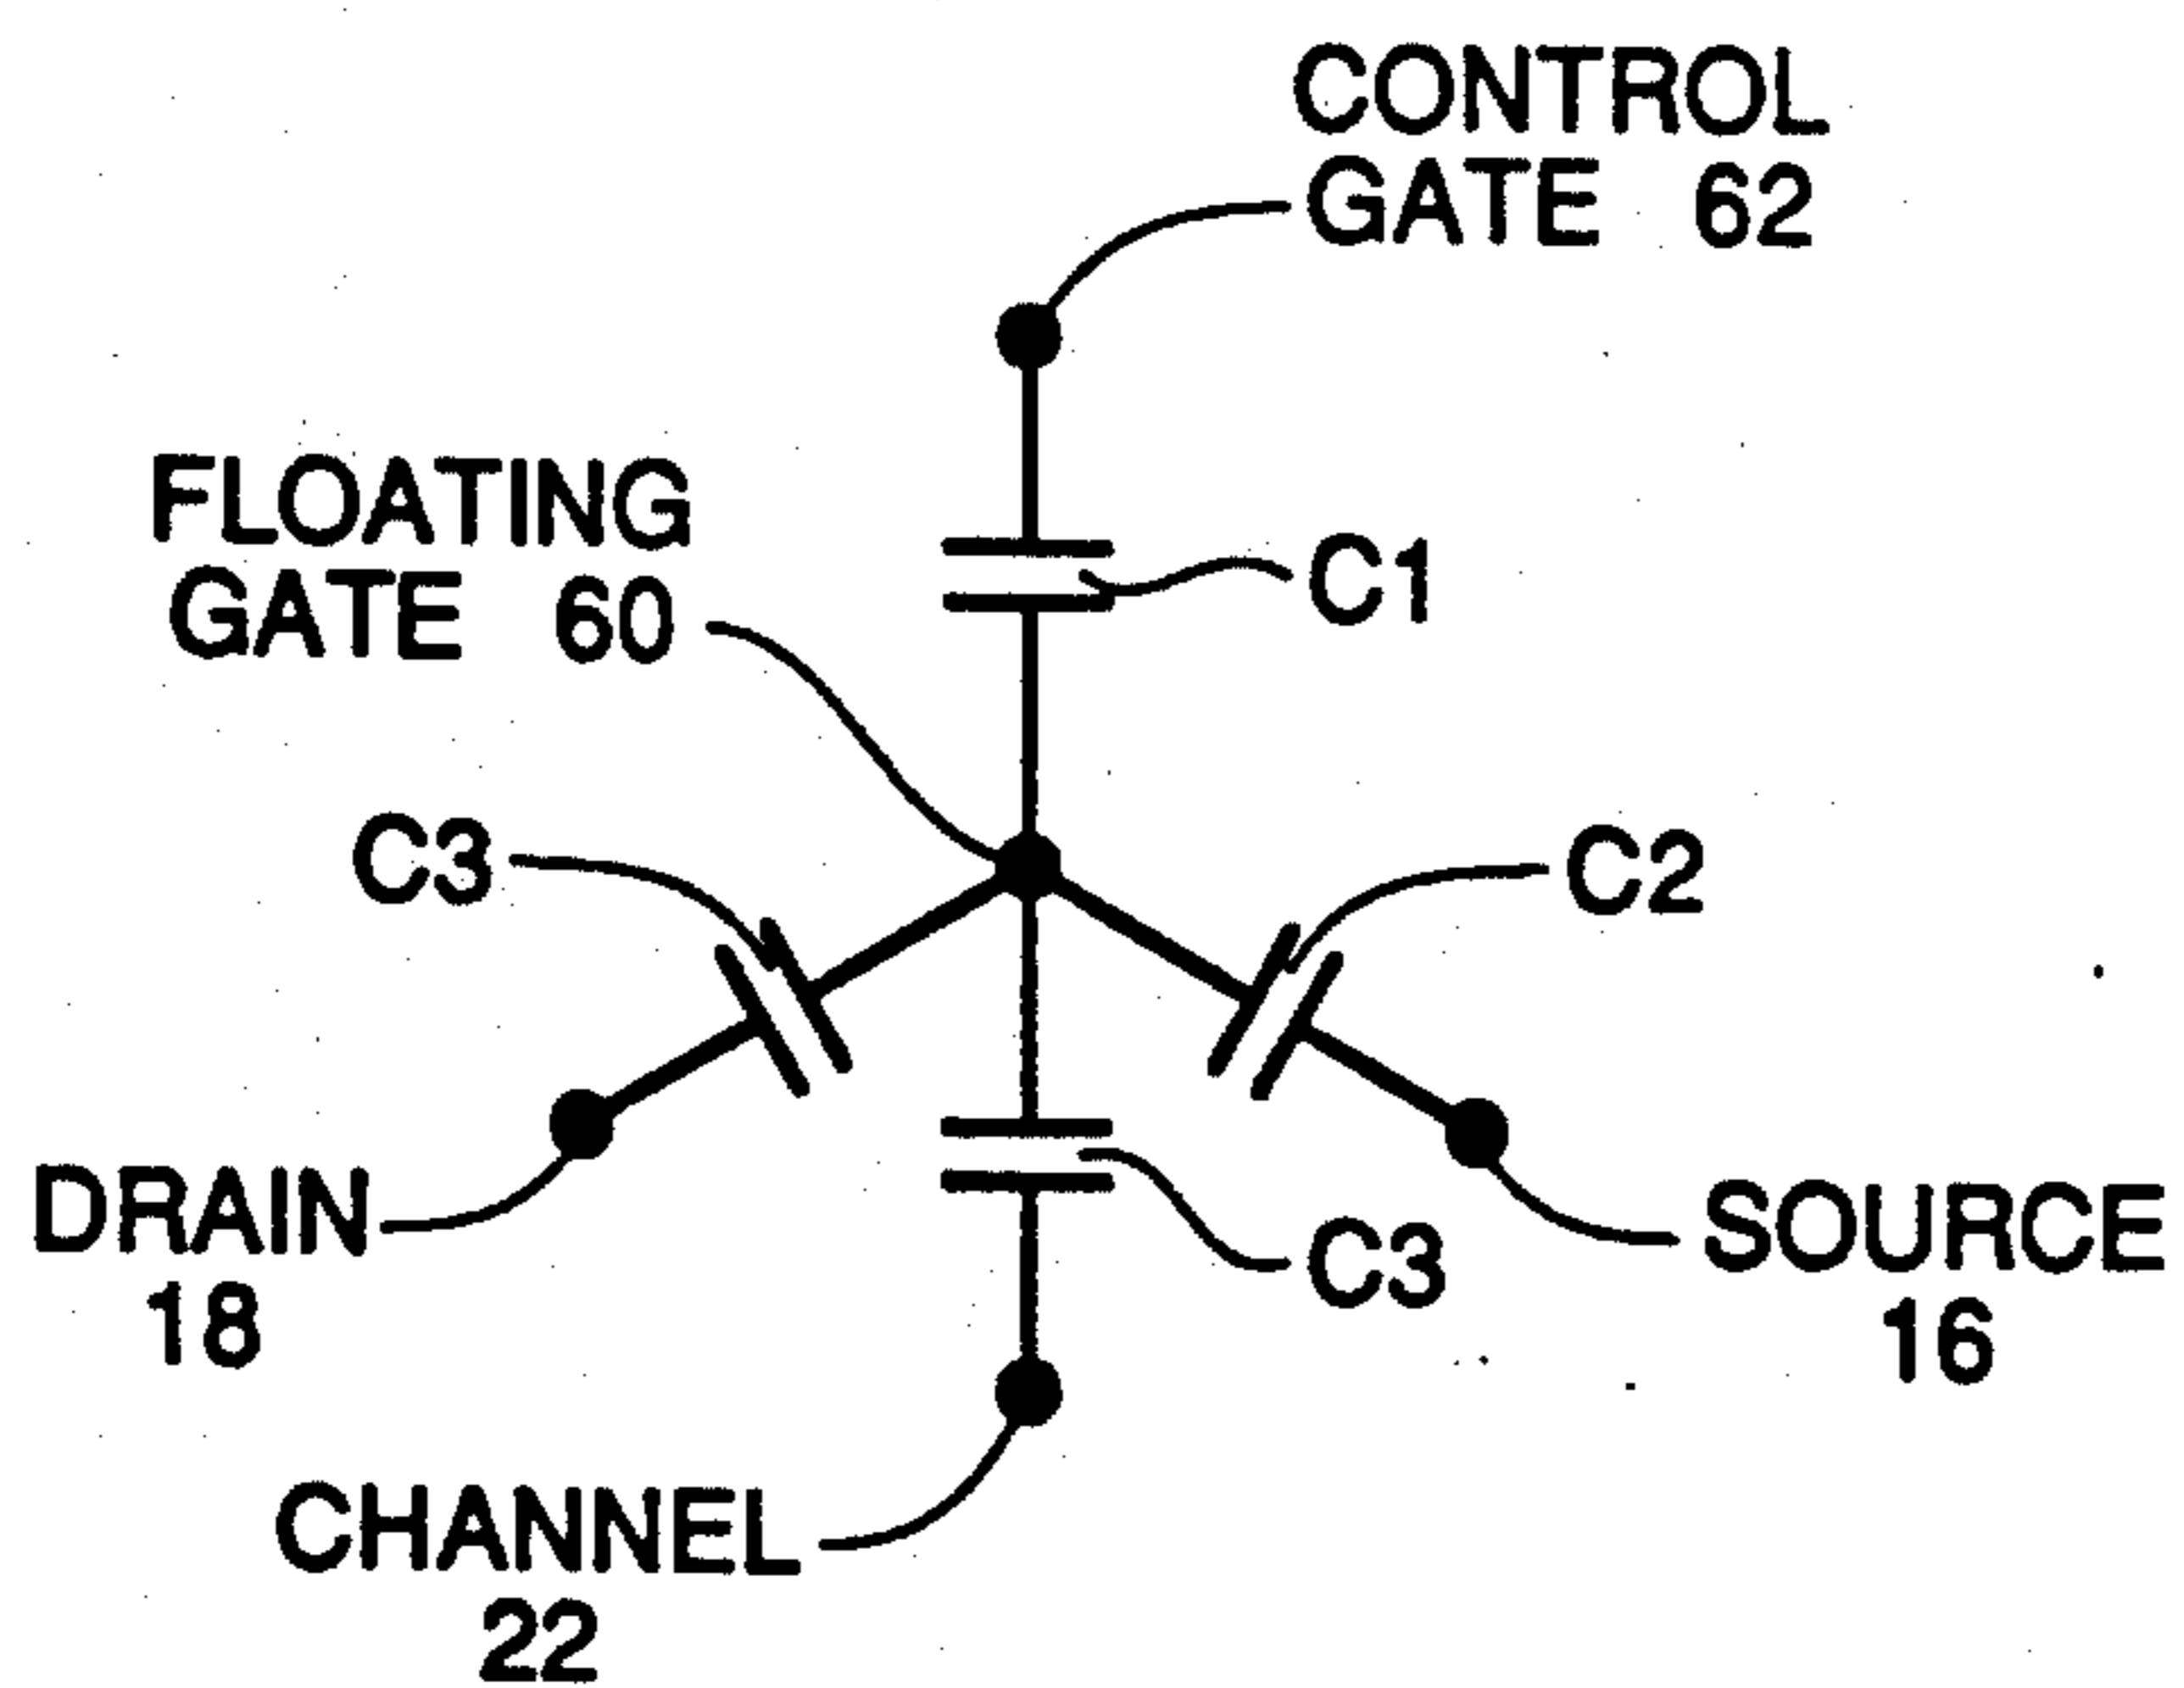 CONTROL
GATE 62
FLOATING
GATE 60
C1
C3
C2
DRAIN
18
C3
SOURCE
16
CHANNEL
22